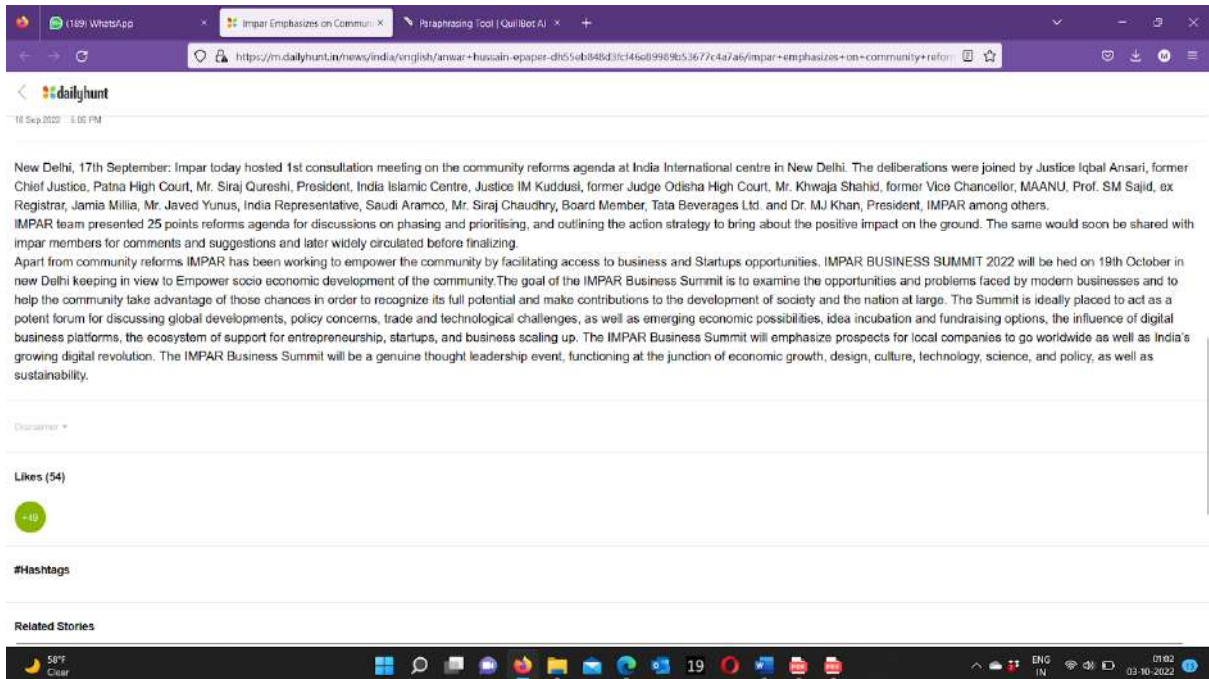 (189) WhatsApp
Impar Emphasizes on Commun
Paraphrasing Tool | QuillBot AI
https://m.dailyhunt.in/news/india/english/anwar+hussain-epaper-dh55eb848d3fcf46e89989b53677c4a7a6/impar+emphasizes+on+community+refor
dailyhunt
18 Sep 2022 . 6.06 PM
New Delhi, 17th September: Impar today hosted 1st consultation meeting on the community reforms agenda at India International centre in New Delhi. The deliberations were joined by Justice Iqbal Ansari, former
Chief Justice, Patna High Court, Mr. Siraj Qureshi, President, India Islamic Centre, Justice IM Kuddusi, former Judge Odisha High Court, Mr. Khwaja Shahid, former Vice Chancellor, MAANU, Prof. SM Sajid, ex
Registrar, Jamia Millia, Mr. Javed Yunus, India Representative, Saudi Aramco, Mr. Siraj Chaudhry, Board Member, Tata Beverages Ltd. and Dr. MJ Khan, President, IMPAR among others.
IMPAR team presented 25 points reforms agenda for discussions on phasing and prioritising, and outlining the action strategy to bring about the positive impact on the ground. The same would soon be shared with
impar members for comments and suggestions and later widely circulated before finalizing.
Apart from community reforms IMPAR has been working to empower the community by facilitating access to business and Startups opportunities. IMPAR BUSINESS SUMMIT 2022 will be hed on 19th October in
new Delhi keeping in view to Empower socio economic development of the community.The goal of the IMPAR Business Summit is to examine the opportunities and problems faced by modern businesses and to
help the community take advantage of those chances in order to recognize its full potential and make contributions to the development of society and the nation at large. The Summit is ideally placed to act as a
potent forum for discussing global developments, policy concerns, trade and technological challenges, as well as emerging economic possibilities, idea incubation and fundraising options, the influence of digital
business platforms, the ecosystem of support for entrepreneurship, startups, and business scaling up. The IMPAR Business Summit will emphasize prospects for local companies to go worldwide as well as India's
growing digital revolution. The IMPAR Business Summit will be a genuine thought leadership event, functioning at the junction of economic growth, design, culture, technology, science, and policy, as well as
sustainability.
Disclaimer
Likes (54)
+49
#Hashtags
Related Stories
58°F
Clear
19
ENG
IN
01:02
03-10-2022